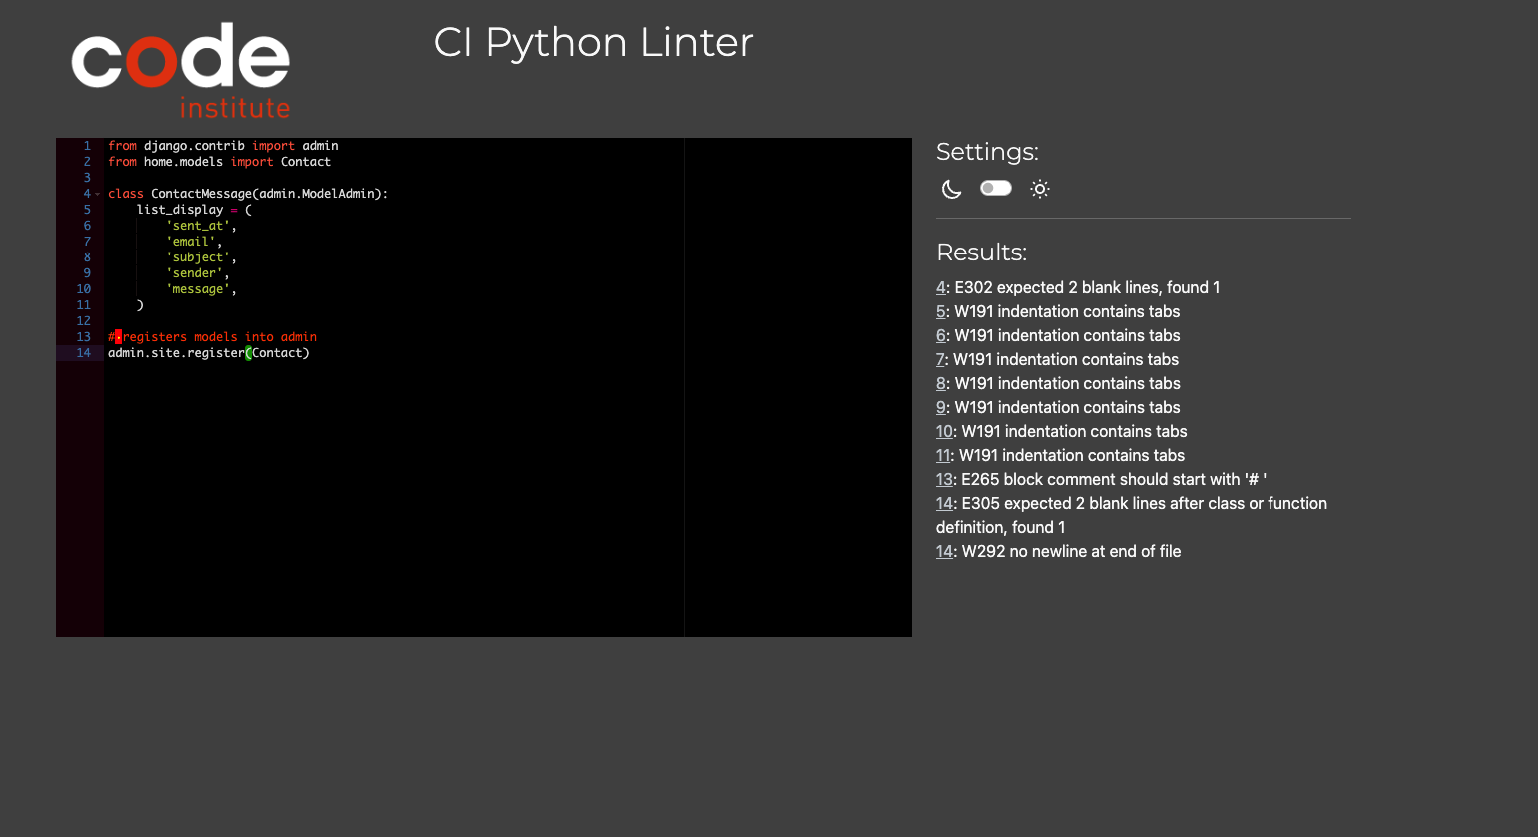 code
institute
CI Python Linter
1 from django.contrib import admin
2 from home.models import Contact
3
4 class ContactMessage(admin.ModelAdmin):
5 list_display = (
6 'sent_at',
7 'email',
8 'subject',
9 'sender',
10 'message',
11 )
12
13 # registers models into admin
14 admin.site.register(Contact)
Settings:
Results:
4: E302 expected 2 blank lines, found 1
5: W191 indentation contains tabs
6: W191 indentation contains tabs
7: W191 indentation contains tabs
8: W191 indentation contains tabs
9: W191 indentation contains tabs
10: W191 indentation contains tabs
11: W191 indentation contains tabs
13: E265 block comment should start with '# '
14: E305 expected 2 blank lines after class or function
definition, found 1
14: W292 no newline at end of file